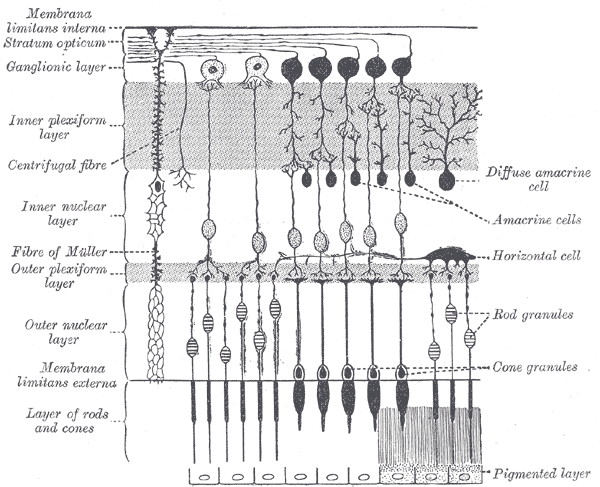 Membrana
limitans interna
Stratum opticum
Ganglionic layer
Inner plexiform
layer
Centrifugal fibre
Inner nuclear
layer
Fibre of Müller
Outer plexiform
layer
Outer nuclear
layer
Membrana
limitans externa
Layer of rods
and cones
Diffuse amacrine
cell
Amacrine cells
Horizontal cell
Rod granules
Cone granules
Pigmented layer